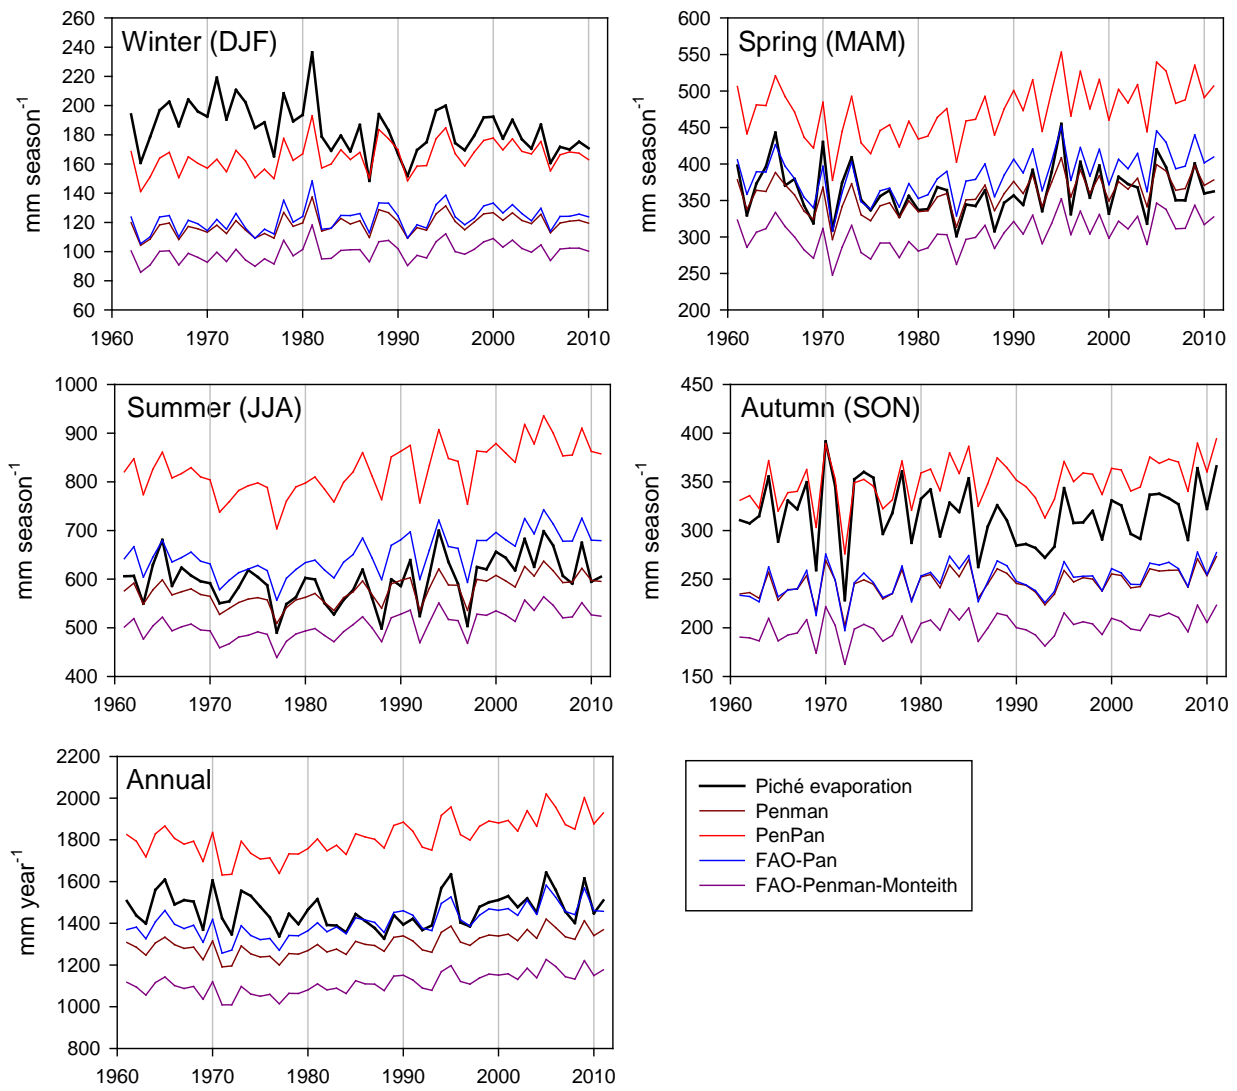 Winter (DJF)
mm season-1
260
240
220
200
180
160
140
120
100
80
60
1960 1970 1980 1990 2000 2010
Spring (MAM)
mm season-1
600
550
500
450
400
350
300
250
200
1960 1970 1980 1990 2000 2010
Summer (JJA)
mm season-1
1000
900
800
700
600
500
400
1960 1970 1980 1990 2000 2010
Autumn (SON)
mm season-1
450
400
350
300
250
200
150
1960 1970 1980 1990 2000 2010
Annual
mm year-1
2200
2000
1800
1600
1400
1200
1000
800
1960 1970 1980 1990 2000 2010
Piché evaporation
Penman
PenPan
FAO-Pan
FAO-Penman-Monteith